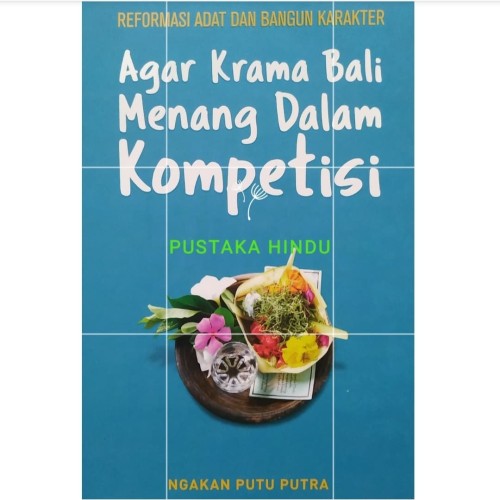 REFORMASI ADAT DAN BANGUN KARAKTER
Agar Krama Bali
Menang Dalam
Kompetisi
PUSTAKA HINDU
NGAKAN PUTU PUTRA